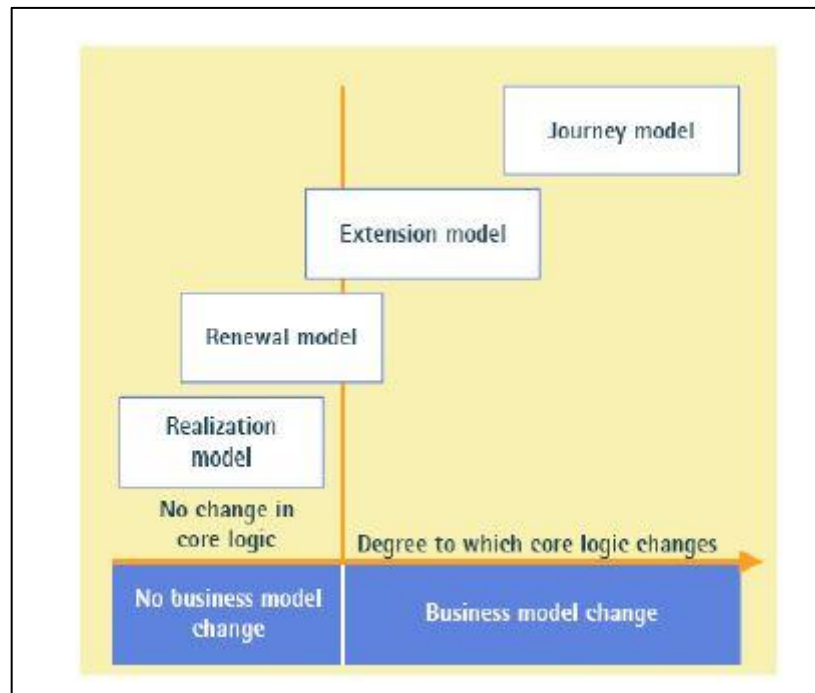 Journey model
Extension model
Renewal model
Realization
model
No change in
core logic
Degree to which core logic changes
No business model
change
Business model change